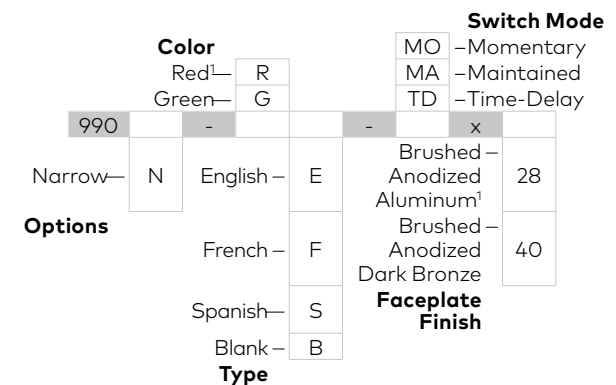 Switch Mode
Color
MO –Momentary
Red¹— R
MA –Maintained
Green— G
TD –Time-Delay
990 - - x
Narrow— N
English – E
Brushed –
Anodized
Aluminum¹
28
Options
French – F
Brushed –
Anodized
Dark Bronze
40
Spanish— S
Faceplate
Finish
Blank – B
Type